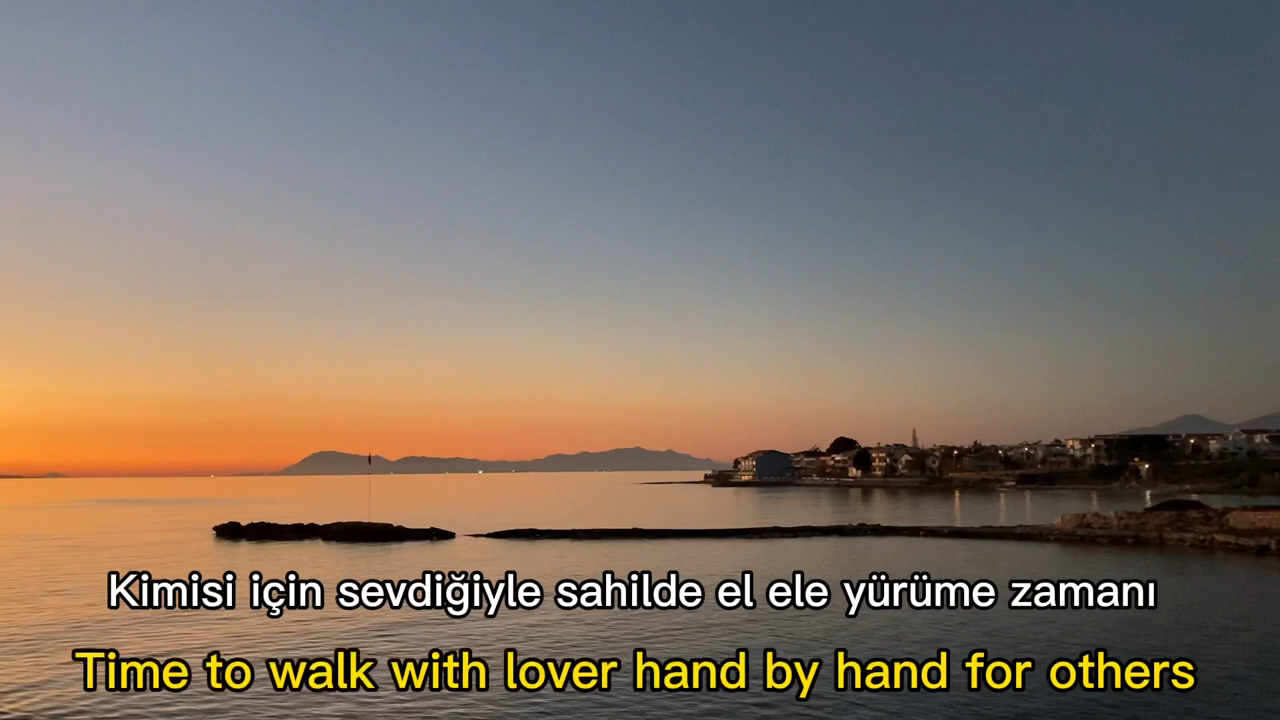 Kimisi için sevdiğiyle sahilde el ele yürüme zamanı
Time to walk with lover hand by hand for others